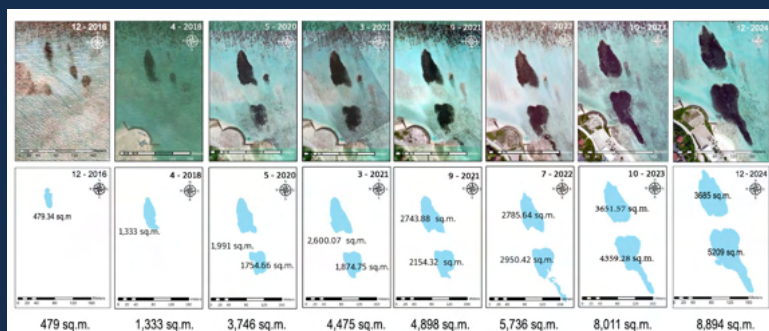 12 - 2016
4 - 2018
5 - 2020
3 - 2021
9 - 2021
7 - 2022
10 - 2023
12 - 2024
12 - 2016
4 - 2018
5 - 2020
3 - 2021
9 - 2021
7 - 2022
10 - 2023
12 - 2024
479.34 sq.m
1,333 sq.m.
1,991 sq.m.
1754.66 sq.m.
2,600.07 sq.m.
1,874.75 sq.m.
2743.88 sq.m.
2154.32 sq.m.
2785.64 sq.m.
2950.42 sq.m.
3651.57 sq.m.
4359.28 sq.m.
3685 sq.m.
5209 sq.m.
479 sq.m.
1,333 sq.m.
3,746 sq.m.
4,475 sq.m.
4,898 sq.m.
5,736 sq.m.
8,011 sq.m.
8,894 sq.m.